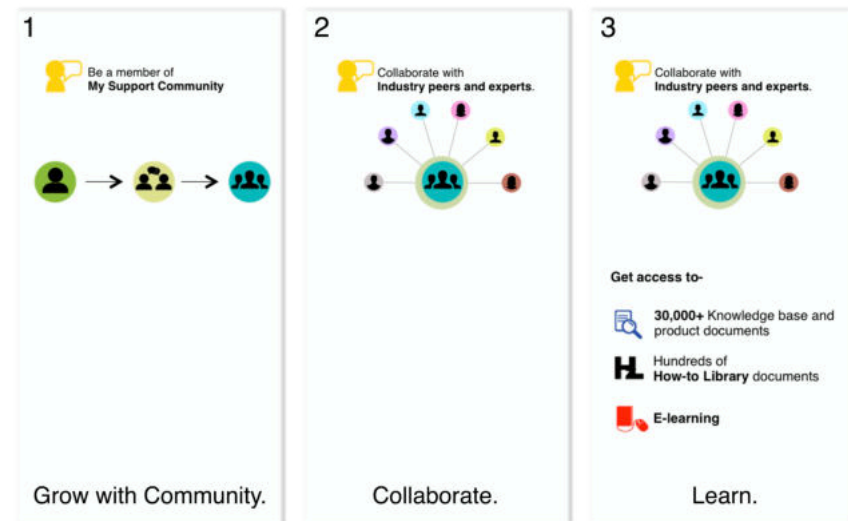 1
Be a member of
My Support Community
Grow with Community.
2
Collaborate with
Industry peers and experts.
Collaborate.
3
Collaborate with
Industry peers and experts.
Get access to-
30,000+ Knowledge base and
product documents
HL
Hundreds of
How-to Library documents
E-learning
Learn.